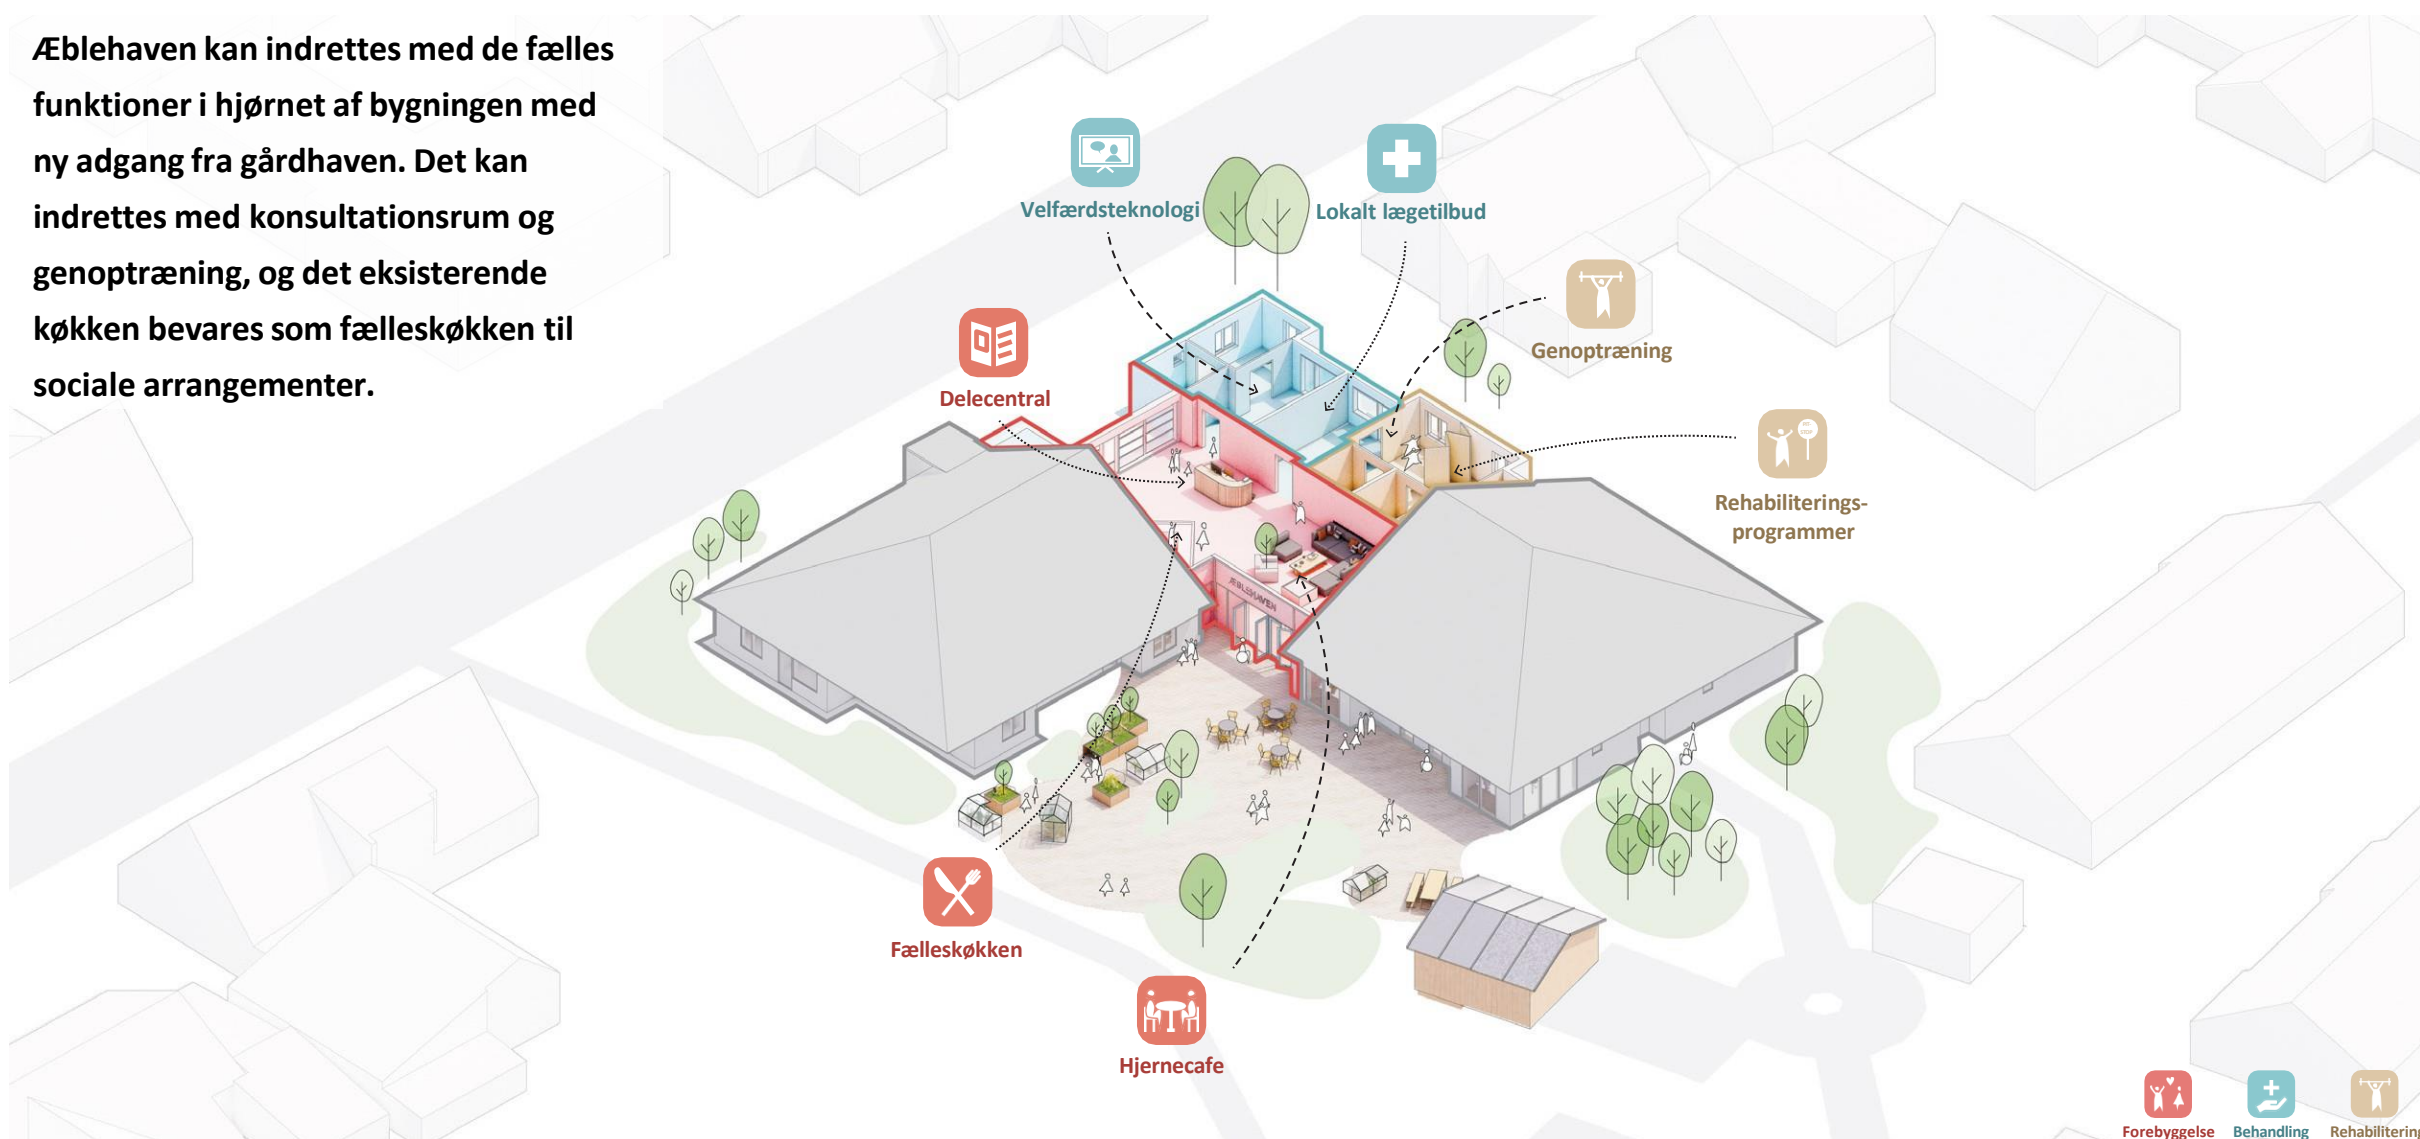 Æblehaven kan indrettes med de fælles
funktioner i hjørnet af bygningen med
ny adgang fra gårdhaven. Det kan
indrettes med konsultationsrum og
genoptræning, og det eksisterende
køkken bevares som fælleskøkken til
sociale arrangementer.
Velfærdsteknologi
Lokalt lægetilbud
Genoptræning
Delecentral
Rehabiliterings-
programmer
ÆBLEHAVEN
Fælleskøkken
Hjernecafe
Forebyggelse
Behandling
Rehabilitering